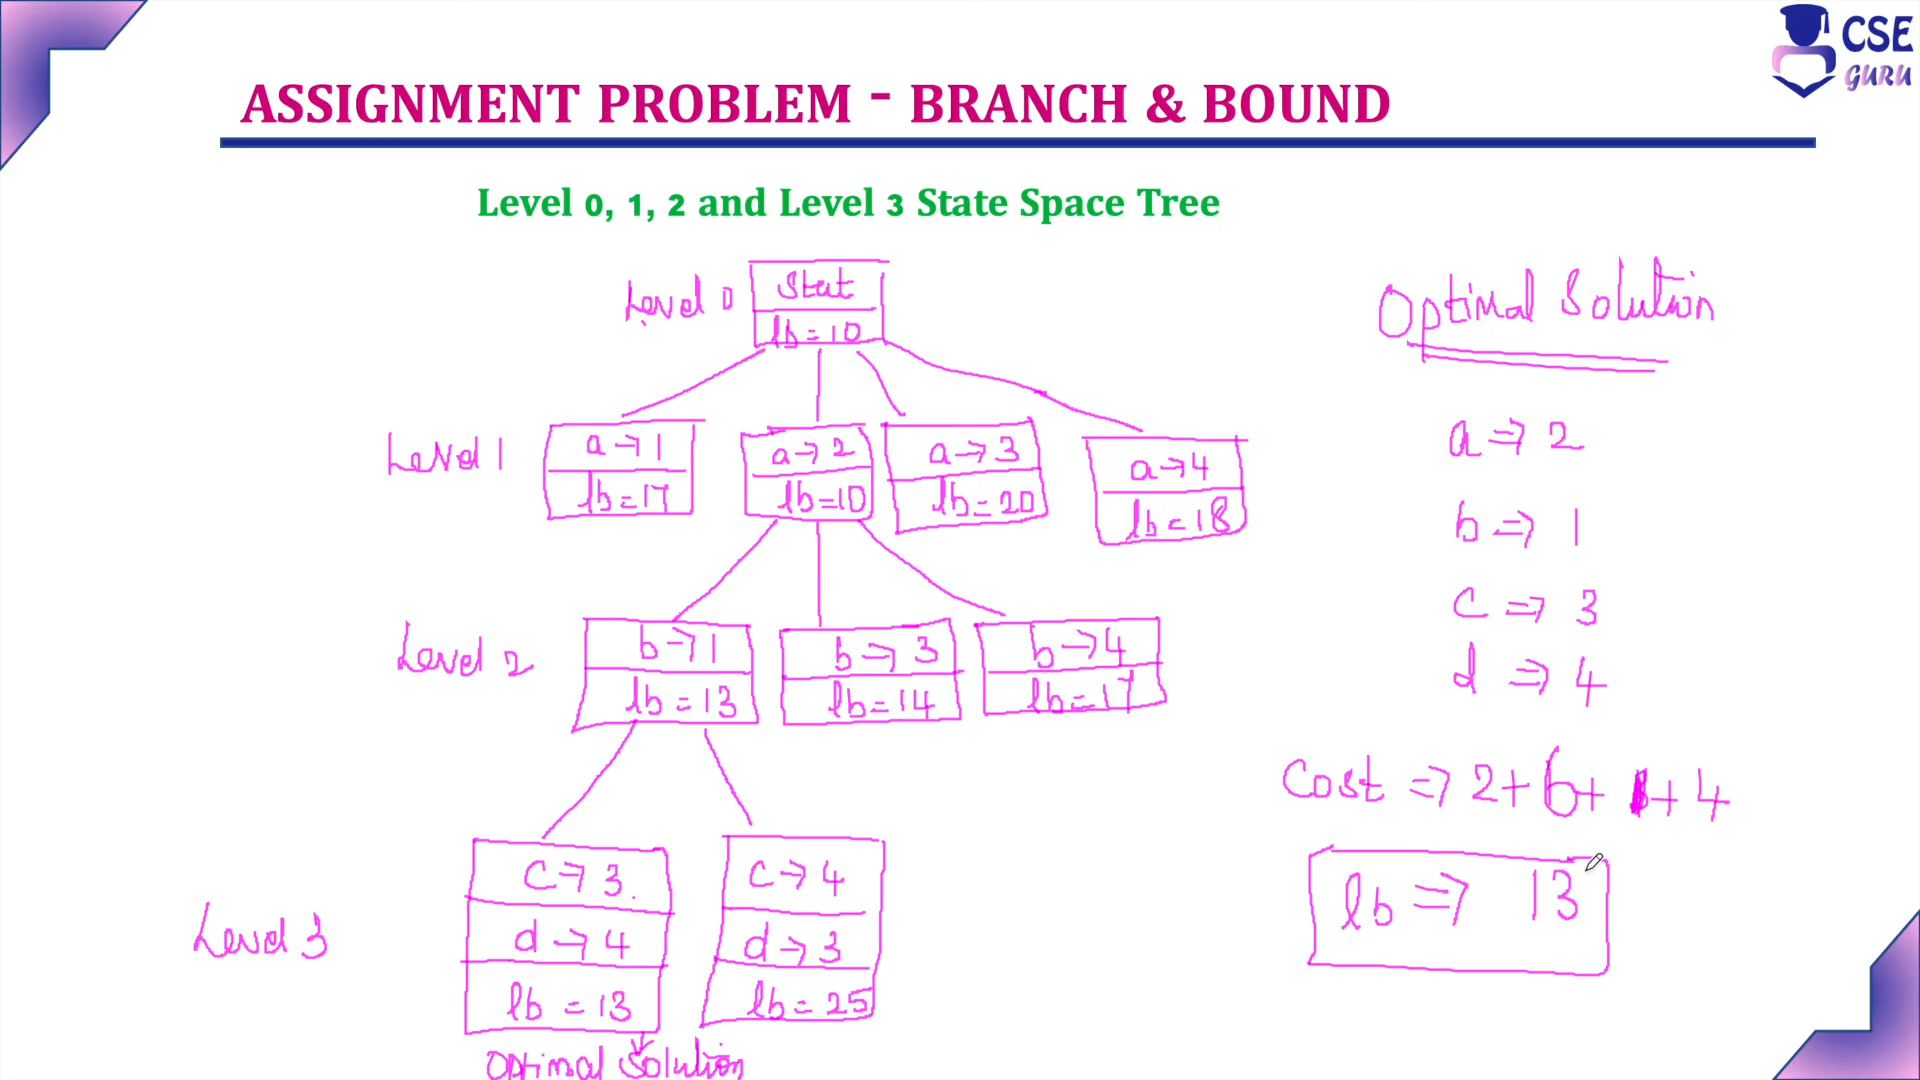 CSE
GURU
ASSIGNMENT PROBLEM - BRANCH & BOUND
Level 0, 1, 2 and Level 3 State Space Tree
Level 0
Stat
lb = 10
Optimal Solution
Level 1
a → 1
lb = 17
a → 2
lb = 10
a → 3
lb = 20
a → 4
lb = 18
a ⇒ 2
b ⇒ 1
c ⇒ 3
d ⇒ 4
Level 2
b → 1
lb = 13
b → 3
lb = 14
b → 4
lb = 17
Cost ⇒ 2 + 6 + 1 + 4
lb ⇒ 13
Level 3
c → 3
d → 4
lb = 13
c → 4
d → 3
lb = 25
Optimal Solution